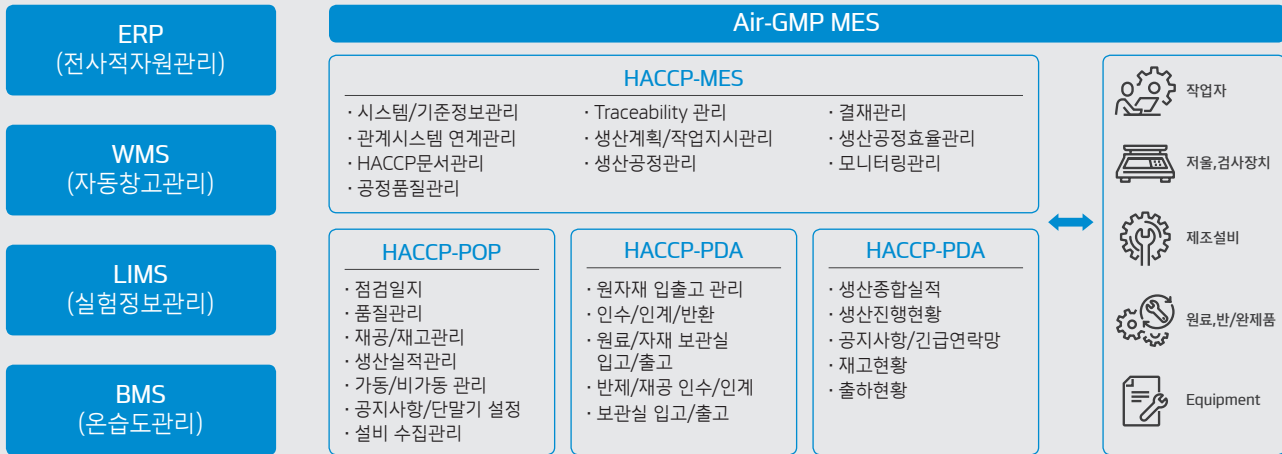 ERP
(전사적자원관리)
WMS
(자동창고관리)
LIMS
(실험정보관리)
BMS
(온습도관리)
Air-GMP MES
HACCP-MES
· 시스템/기준정보관리
· 관계시스템 연계관리
· HACCP문서관리
· 공정품질관리
· Traceability 관리
· 생산계획/작업지시관리
· 생산공정관리
· 결재관리
· 생산공정효율관리
· 모니터링관리
HACCP-POP
· 점검일지
· 품질관리
· 재공/재고관리
· 생산실적관리
· 가동/비가동 관리
· 공지사항/단말기 설정
· 설비 수집관리
HACCP-PDA
· 원자재 입출고 관리
· 인수/인계/반환
· 원료/자재 보관실
입고/출고
· 반제/재공 인수/인계
· 보관실 입고/출고
HACCP-PDA
· 생산종합실적
· 생산진행현황
· 공지사항/긴급연락망
· 재고현황
· 출하현황
작업자
저울,검사장치
제조설비
원료,반/완제품
Equipment